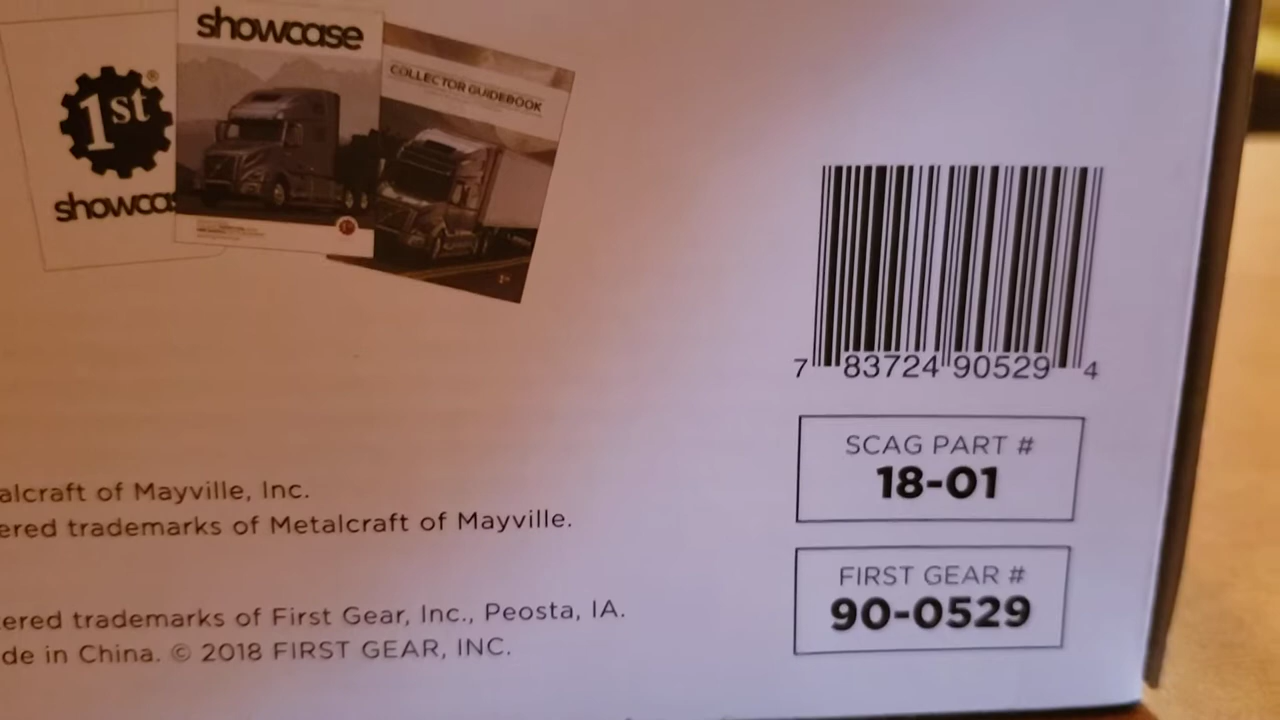 showcase
COLLECTOR GUIDEBOOK
1st
®
showcas
7 83724 90529 4
SCAG PART #
18-01
alcraft of Mayville, Inc.
ered trademarks of Metalcraft of Mayville.
FIRST GEAR #
90-0529
ered trademarks of First Gear, Inc., Peosta, IA.
de in China. © 2018 FIRST GEAR, INC.